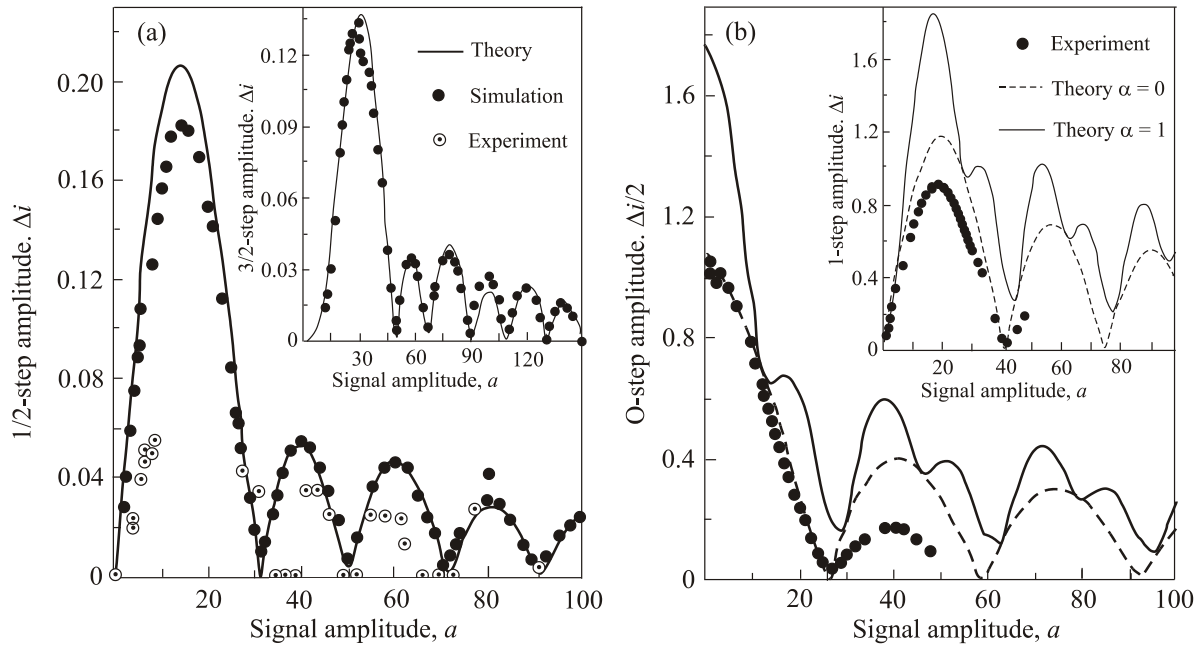 (a)
1/2-step amplitude. Δi
0.20
0.16
0.12
0.08
0.04
0
20
40
60
80
100
Signal amplitude, a
3/2-step amplitude. Δi
0.12
0.09
0.06
0.03
0
30
60
90
120
Signal amplitude, a
Theory
Simulation
Experiment
(b)
O-step amplitude. Δi/2
1.6
1.2
0.8
0.4
0
20
40
60
80
100
Signal amplitude, a
1-step amplitude. Δi
1.6
1.2
0.8
0.4
0
20
40
60
80
Signal amplitude, a
Experiment
Theory α = 0
Theory α = 1